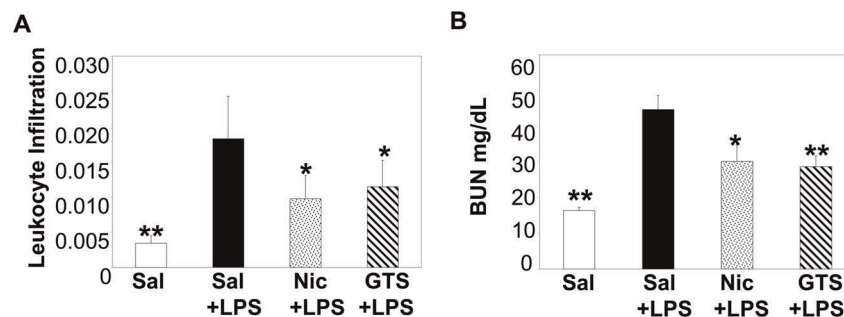 A
Leukocyte Infiltration
0.030
0.025
0.020
0.015
0.010
0.005
0
**
*
*
Sal
Sal
+LPS
Nic
+LPS
GTS
+LPS
B
BUN mg/dL
60
50
40
30
20
10
0
**
*
**
Sal
Sal
+LPS
Nic
+LPS
GTS
+LPS